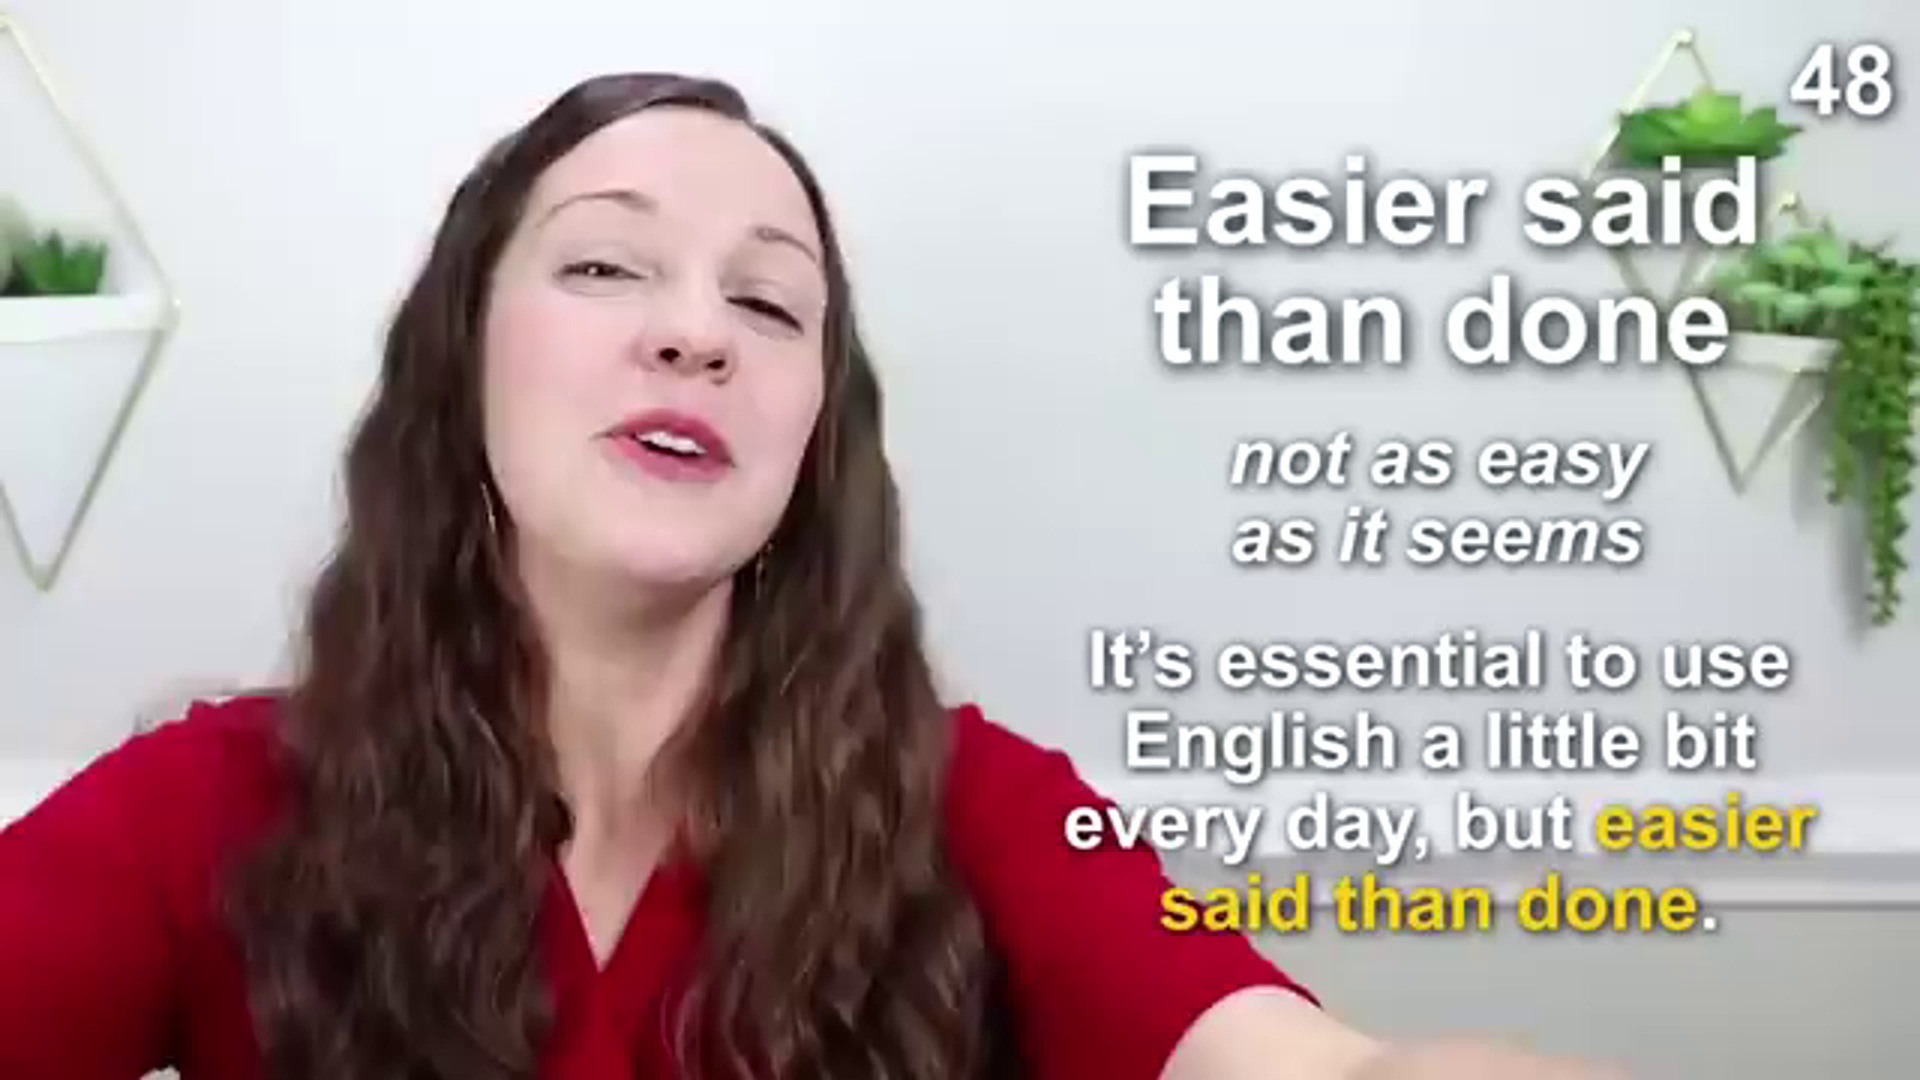 48
Easier said
than done
not as easy
as it seems
It’s essential to use
English a little bit
every day, but easier
said than done.